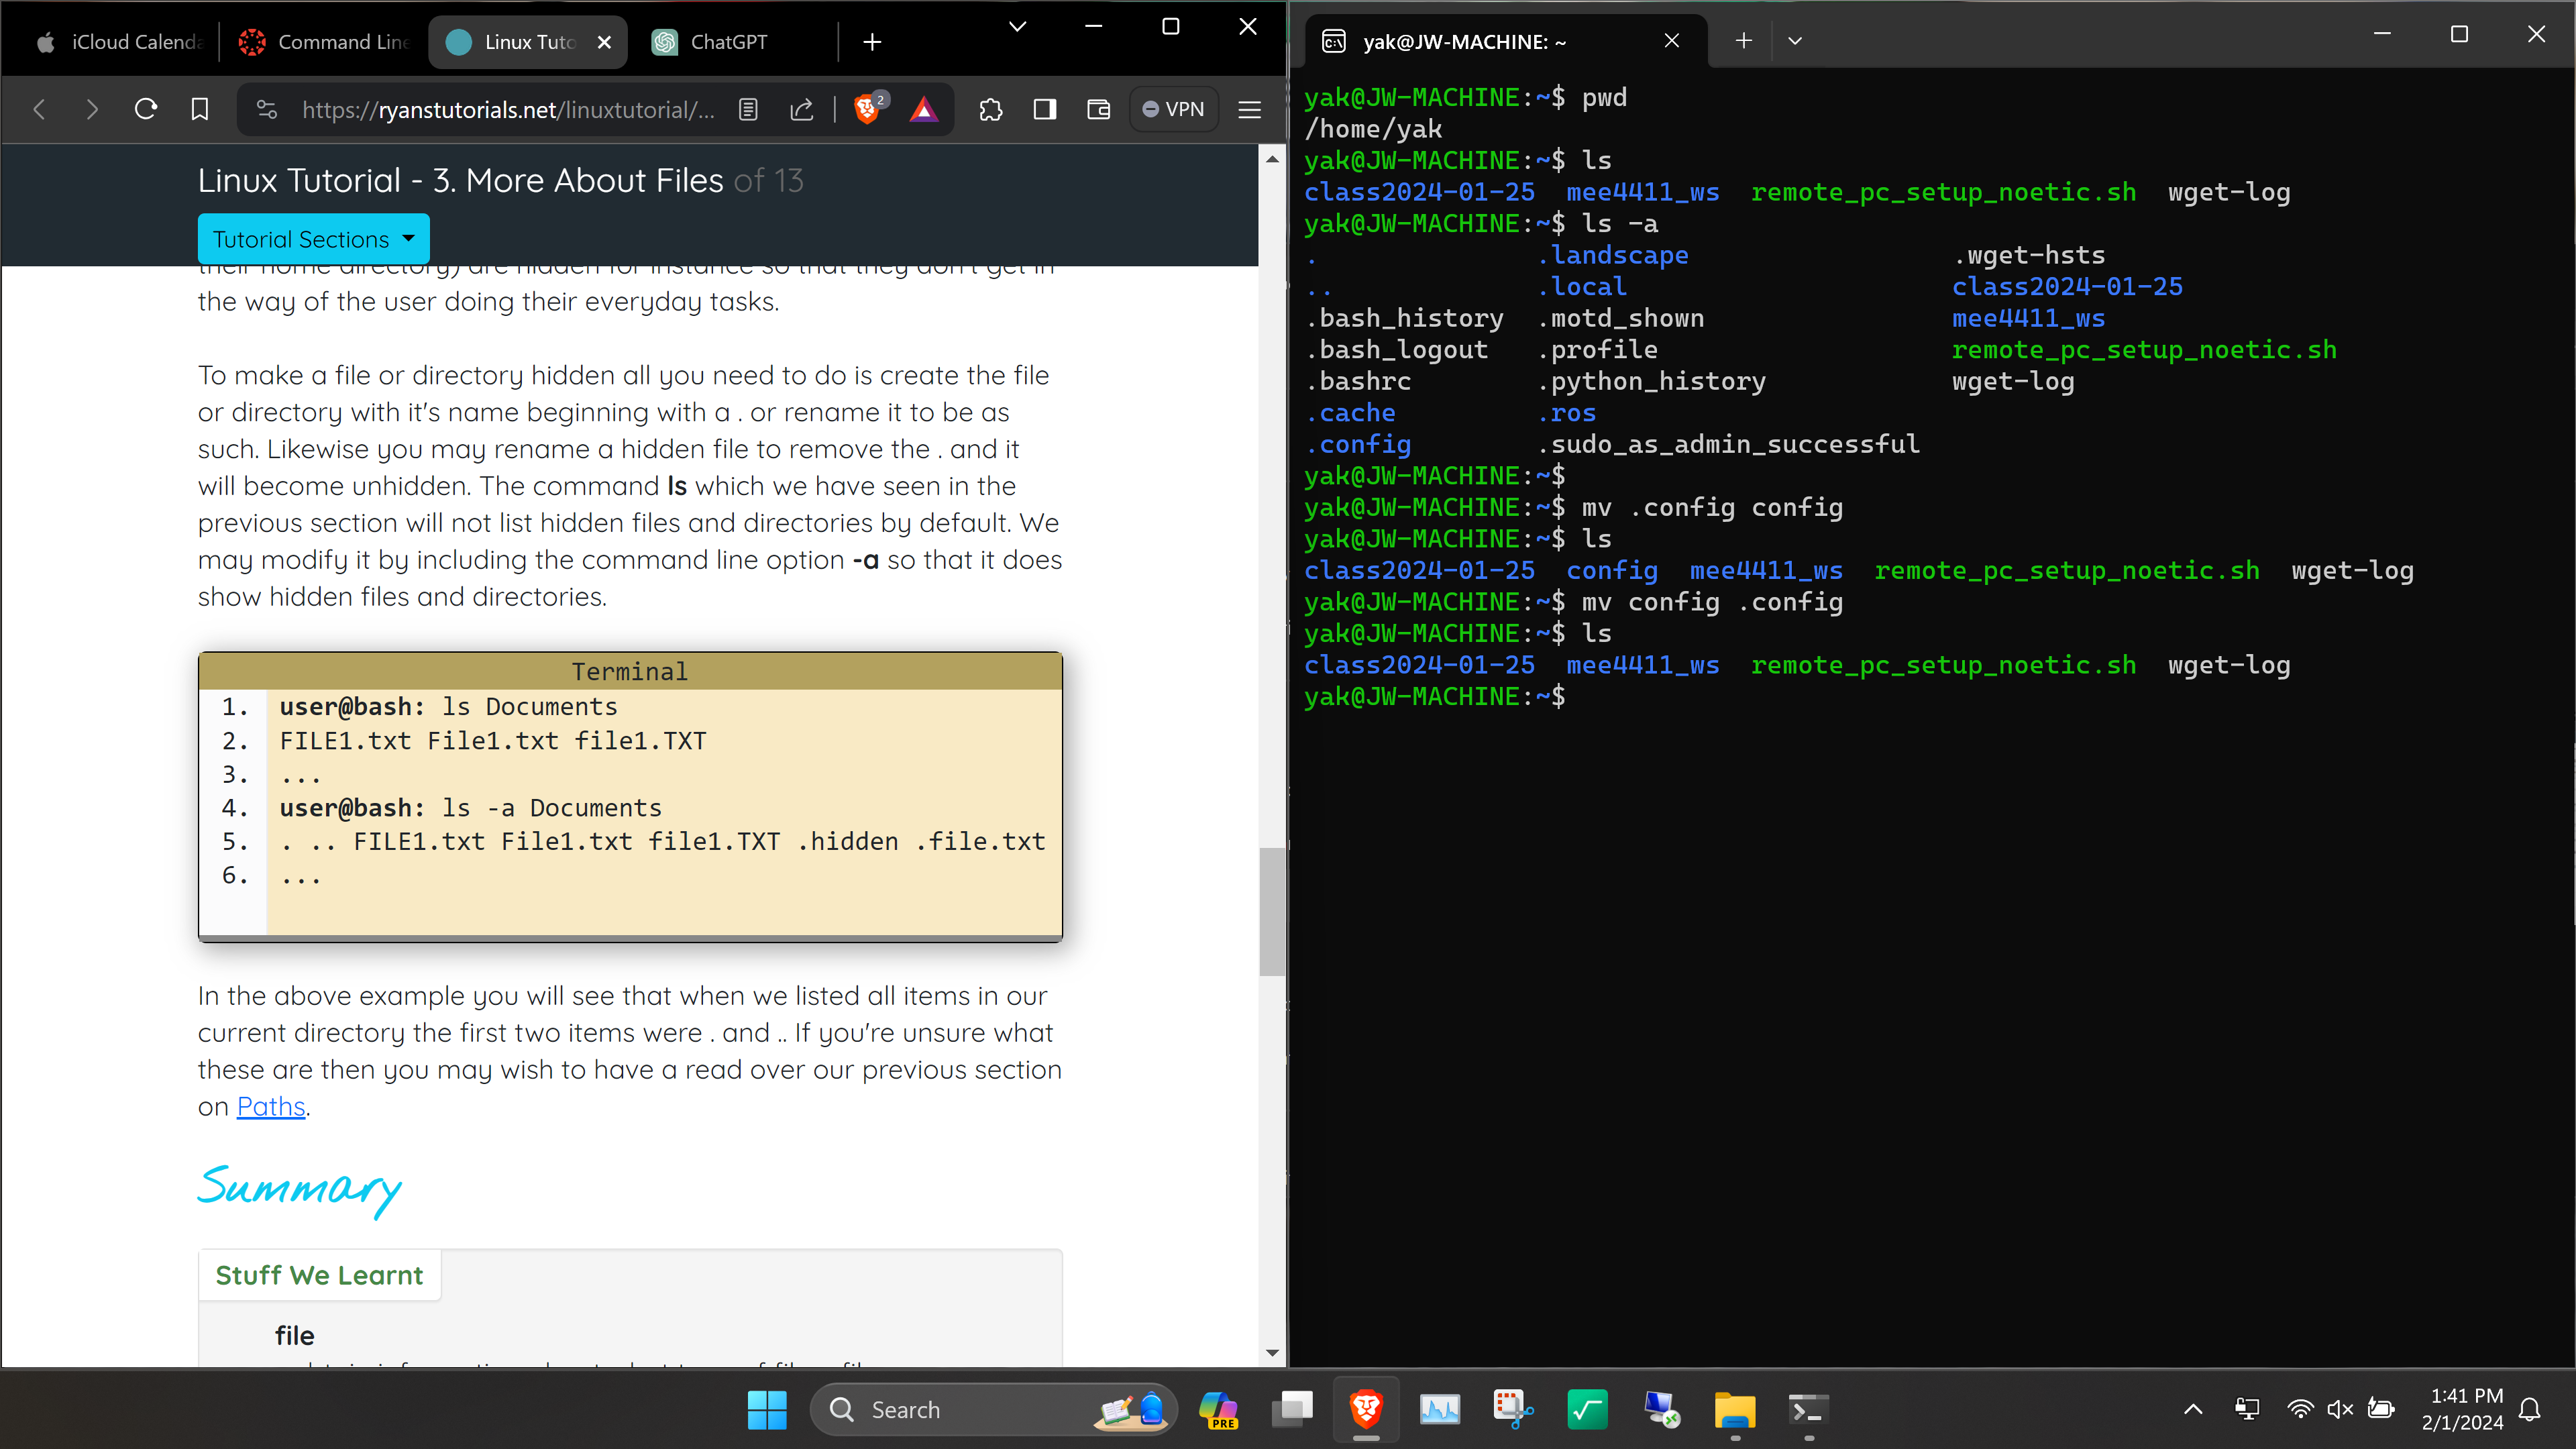 iCloud Calenda
Command Line
Linux Tuto
ChatGPT
https://ryanstutorials.net/linuxtutorial/...
2
VPN
Linux Tutorial - 3. More About Files of 13
Tutorial Sections
their home directory) are hidden for instance so that they don't get in
the way of the user doing their everyday tasks.
To make a file or directory hidden all you need to do is create the file
or directory with it's name beginning with a . or rename it to be as
such. Likewise you may rename a hidden file to remove the . and it
will become unhidden. The command ls which we have seen in the
previous section will not list hidden files and directories by default. We
may modify it by including the command line option -a so that it does
show hidden files and directories.
Terminal
1. user@bash: ls Documents
2. FILE1.txt File1.txt file1.TXT
3. ...
4. user@bash: ls -a Documents
5. . .. FILE1.txt File1.txt file1.TXT .hidden .file.txt
6. ...
In the above example you will see that when we listed all items in our
current directory the first two items were . and .. If you're unsure what
these are then you may wish to have a read over our previous section
on Paths.
Summary
Stuff We Learnt
file
yak@JW-MACHINE: ~
yak@JW-MACHINE:~$ pwd
/home/yak
yak@JW-MACHINE:~$ ls
class2024-01-25 mee4411_ws remote_pc_setup_noetic.sh wget-log
yak@JW-MACHINE:~$ ls -a
. .landscape .wget-hsts
.. .local class2024-01-25
.bash_history .motd_shown mee4411_ws
.bash_logout .profile remote_pc_setup_noetic.sh
.bashrc .python_history wget-log
.cache .ros
.config .sudo_as_admin_successful
yak@JW-MACHINE:~$
yak@JW-MACHINE:~$ mv .config config
yak@JW-MACHINE:~$ ls
class2024-01-25 config mee4411_ws remote_pc_setup_noetic.sh wget-log
yak@JW-MACHINE:~$ mv config .config
yak@JW-MACHINE:~$ ls
class2024-01-25 mee4411_ws remote_pc_setup_noetic.sh wget-log
yak@JW-MACHINE:~$
Search
PRE
1:41 PM
2/1/2024